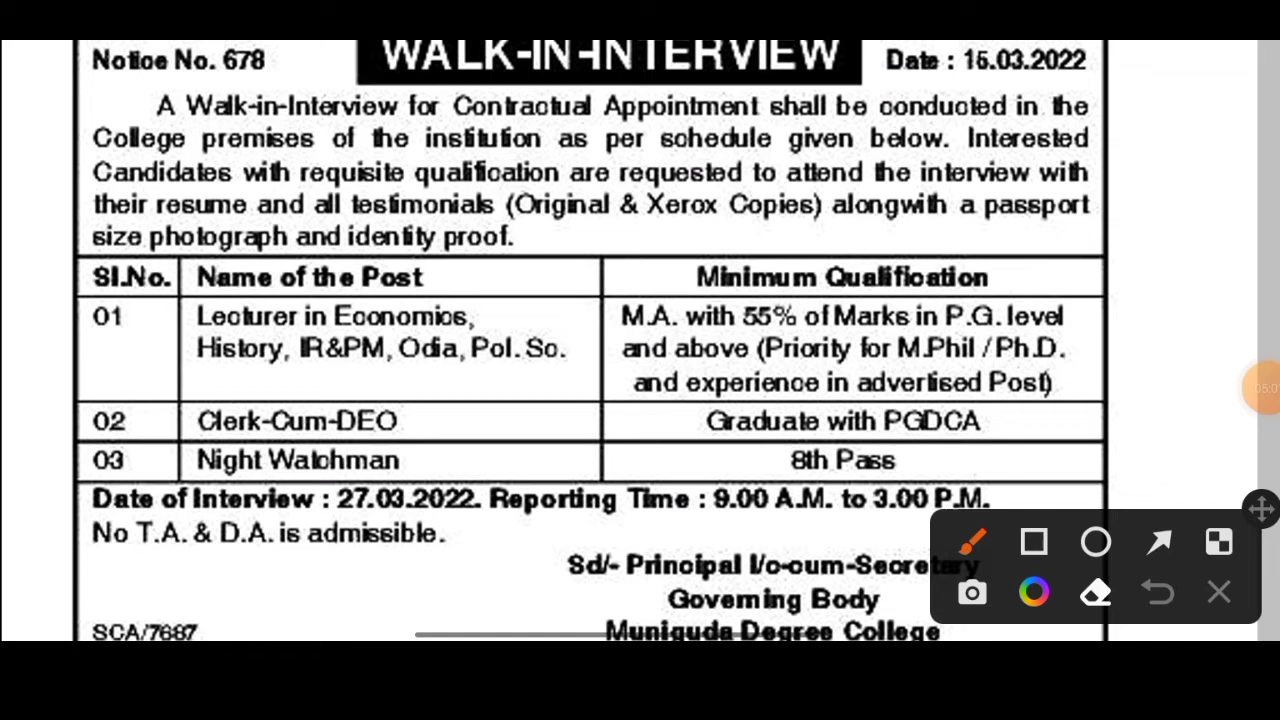 WALK-IN-INTERVIEW
Notice No. 678
Date : 15.03.2022
A Walk-in-Interview for Contractual Appointment shall be conducted in the
College premises of the institution as per schedule given below. Interested
Candidates with requisite qualification are requested to attend the interview with
their resume and all testimonials (Original & Xerox Copies) alongwith a passport
size photograph and identity proof.
Sl.No. Name of the Post Minimum Qualification
01 Lecturer in Economics, M.A. with 55% of Marks in P.G. level
History, IR&PM, Odia, Pol. Sc. and above (Priority for M.Phil / Ph.D.
and experience in advertised Post)
02 Clerk-Cum-DEO Graduate with PGDCA
03 Night Watchman 8th Pass
Date of Interview : 27.03.2022. Reporting Time : 9.00 A.M. to 3.00 P.M.
No T.A. & D.A. is admissible.
Sd/- Principal I/c-cum-Secretary
Governing Body
SCA/7687 Muniguda Degree College